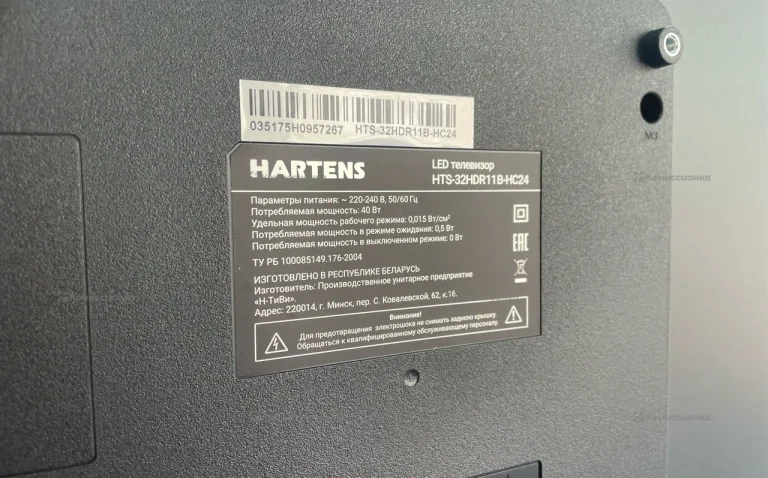 035175H0957267 HTS-32HDR11B-HC24
HARTENS
LED телевизор
HTS-32HDR11B-HC24
Параметры питания: ~ 220-240 В, 50/60 Гц
Потребляемая мощность: 40 Вт
Удельная мощность рабочего режима: 0,015 Вт/см²
Потребляемая мощность в режиме ожидания: 0,5 Вт
Потребляемая мощность в выключенном режиме: 0 Вт
ТУ РБ 100085149.176-2004
ИЗГОТОВЛЕНО В РЕСПУБЛИКЕ БЕЛАРУСЬ
Изготовитель: Производственное унитарное предприятие
«Н-ТиВи».
Адрес: 220014, г. Минск, пер. С. Ковалевской, 62, к.16.
EAC
Внимание!
Для предотвращения электрошока не снимать заднюю крышку.
Обращаться к квалифицированному обслуживающему персоналу.
M3
Комиссионка
Комиссионка